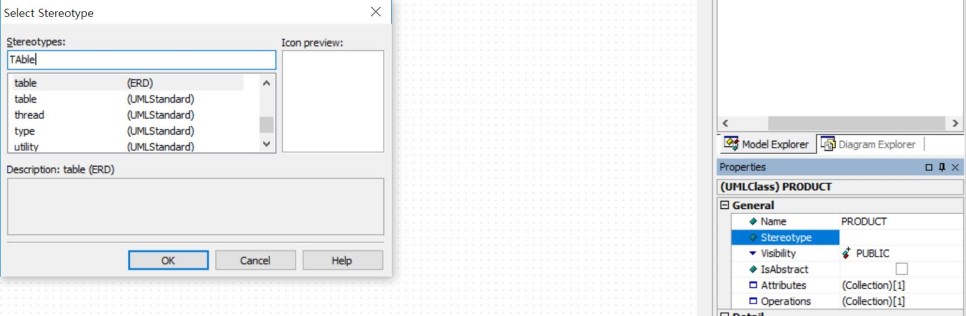 Select Stereotype
Stereotypes:
Icon preview:
TAble
table (ERD)
table (UMLStandard)
thread (UMLStandard)
type (UMLStandard)
utility (UMLStandard)
Description: table (ERD)
OK Cancel Help
Model Explorer Diagram Explorer
Properties
(UMLClass) PRODUCT
General
Name PRODUCT
Stereotype
Visibility PUBLIC
IsAbstract
Attributes (Collection)[1]
Operations (Collection)[1]
Detail